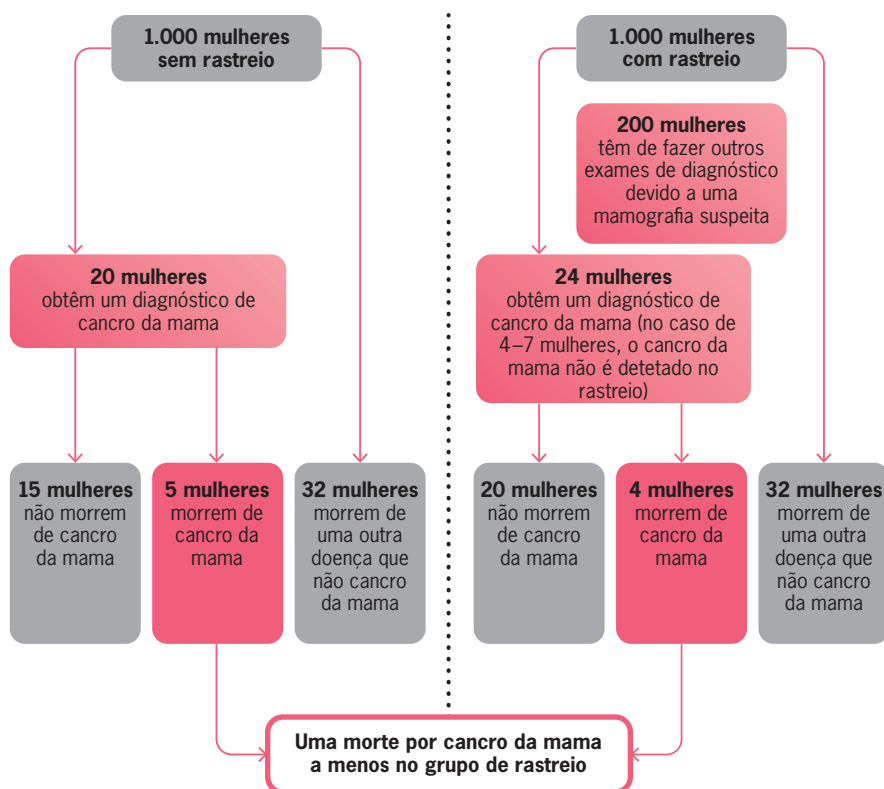 1.000 mulheres
sem rastreio
20 mulheres
obtêm um diagnóstico de
cancro da mama
15 mulheres
não morrem
de cancro
da mama
5 mulheres
morrem de
cancro da
mama
32 mulheres
morrem de
uma outra
doença que
não cancro
da mama
1.000 mulheres
com rastreio
200 mulheres
têm de fazer outros
exames de diagnóstico
devido a uma
mamografia suspeita
24 mulheres
obtêm um diagnóstico de
cancro da mama (no caso de
4–7 mulheres, o cancro da
mama não é detetado no
rastreio)
20 mulheres
não morrem
de cancro
da mama
4 mulheres
morrem de
cancro da
mama
32 mulheres
morrem de
uma outra
doença que
não cancro
da mama
Uma morte por cancro da mama
a menos no grupo de rastreio